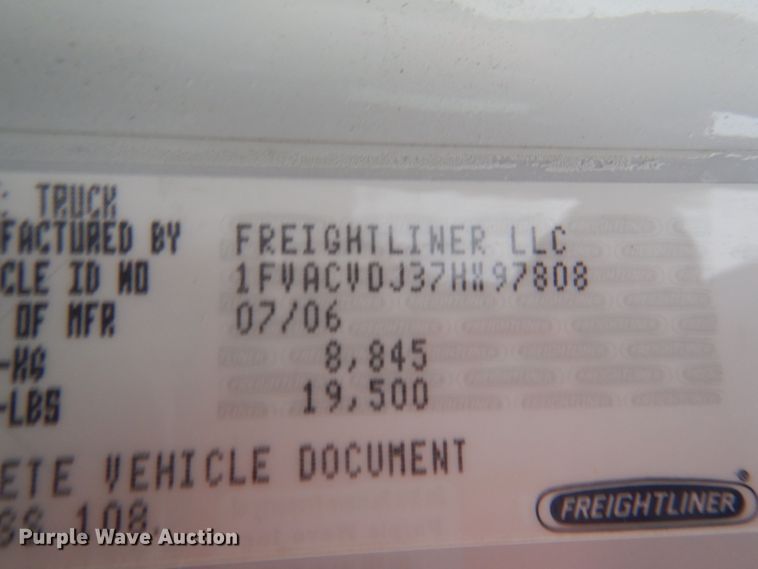 : TRUCK
FACTURED BY FREIGHTLINER LLC
CLE ID NO 1FVACVDJ37HX97808
OF MFR 07/06
-KG 8,845
-LBS 19,500
ETE VEHICLE DOCUMENT
108
FREIGHTLINER
Purple Wave Auction